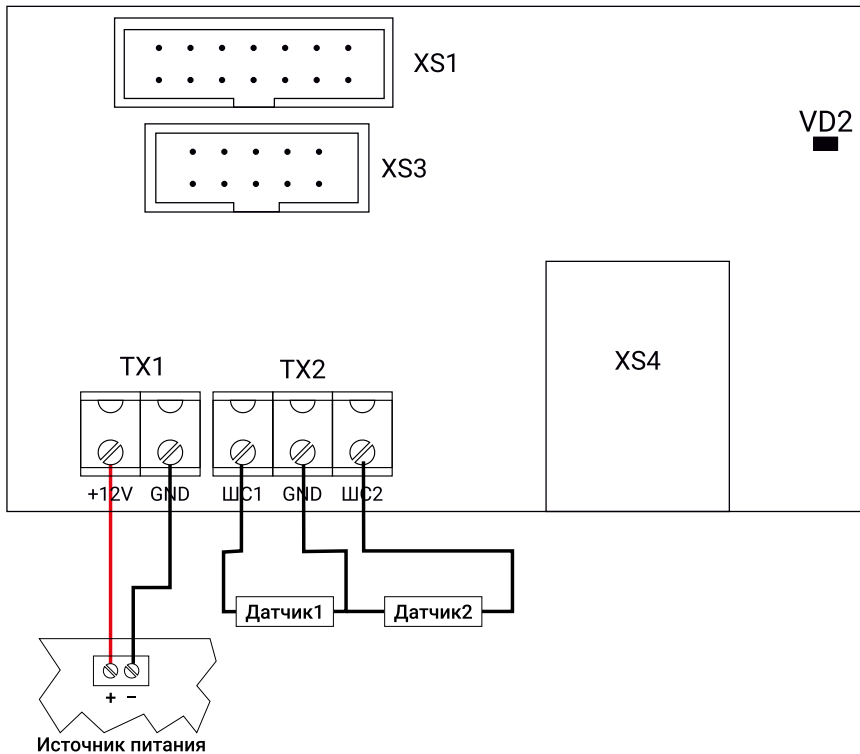 XS1
VD2
XS3
TX1
TX2
XS4
+12V GND ШС1 GND ШС2
Датчик1 Датчик2
+ −
Источник питания